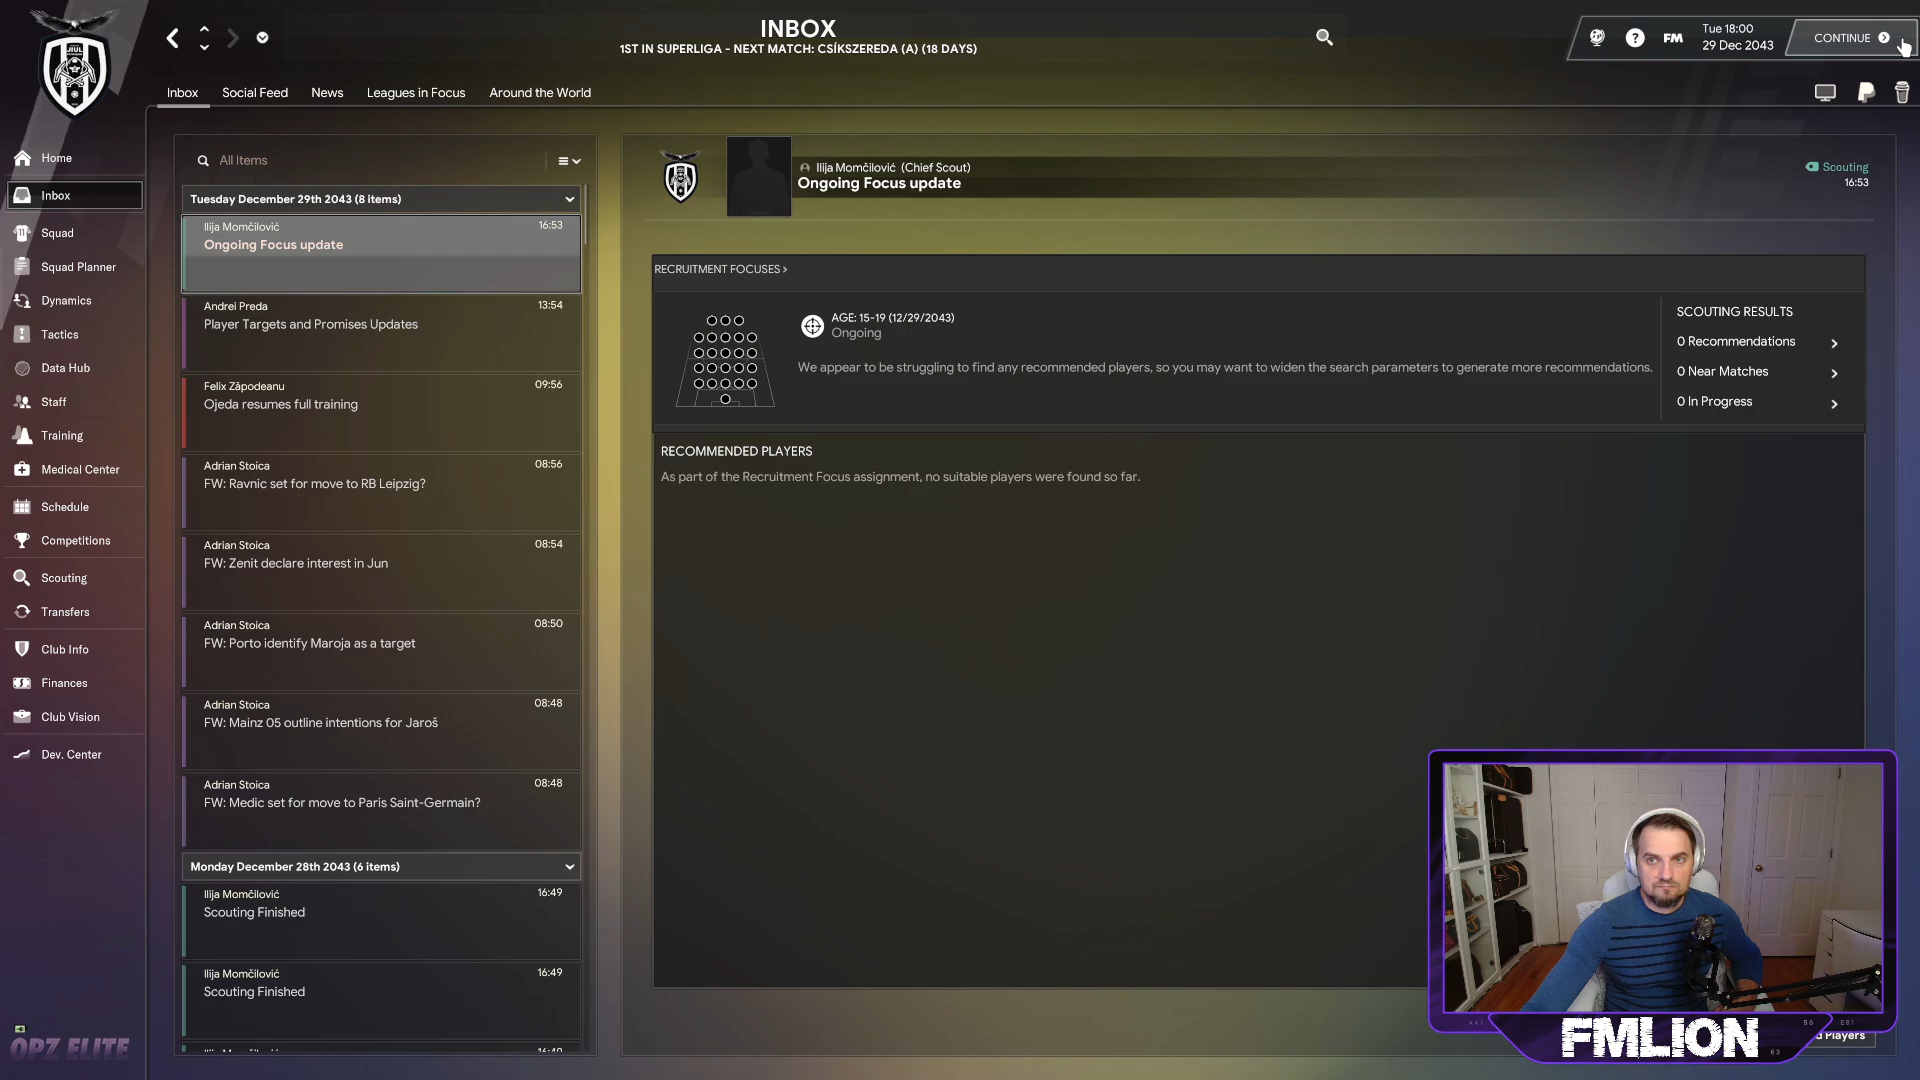 INBOX
1ST IN SUPERLIGA - NEXT MATCH: CSÍKSZEREDA (A) (18 DAYS)
FM
Tue 18:00
29 Dec 2043
CONTINUE
Inbox
Social Feed
News
Leagues in Focus
Around the World
Home
Inbox
Squad
Squad Planner
Dynamics
Tactics
Data Hub
Staff
Training
Medical Center
Schedule
Competitions
Scouting
Transfers
Club Info
Finances
Club Vision
Dev. Center
OPZ ELITE
All Items
Tuesday December 29th 2043 (8 items)
Ilija Momčilović 16:53
Ongoing Focus update
Andrei Preda 13:54
Player Targets and Promises Updates
Felix Zăpodeanu 09:56
Ojeda resumes full training
Adrian Stoica 08:56
FW: Ravnic set for move to RB Leipzig?
Adrian Stoica 08:54
FW: Zenit declare interest in Jun
Adrian Stoica 08:50
FW: Porto identify Maroja as a target
Adrian Stoica 08:48
FW: Mainz 05 outline intentions for Jaroš
Adrian Stoica 08:48
FW: Medic set for move to Paris Saint-Germain?
Monday December 28th 2043 (6 items)
Ilija Momčilović 16:49
Scouting Finished
Ilija Momčilović 16:49
Scouting Finished
Ilija Momčilović (Chief Scout)
Ongoing Focus update
Scouting
16:53
RECRUITMENT FOCUSES >
AGE: 15-19 (12/29/2043)
Ongoing
We appear to be struggling to find any recommended players, so you may want to widen the search parameters to generate more recommendations.
SCOUTING RESULTS
0 Recommendations
0 Near Matches
0 In Progress
RECOMMENDED PLAYERS
As part of the Recruitment Focus assignment, no suitable players were found so far.
FMLION
Players